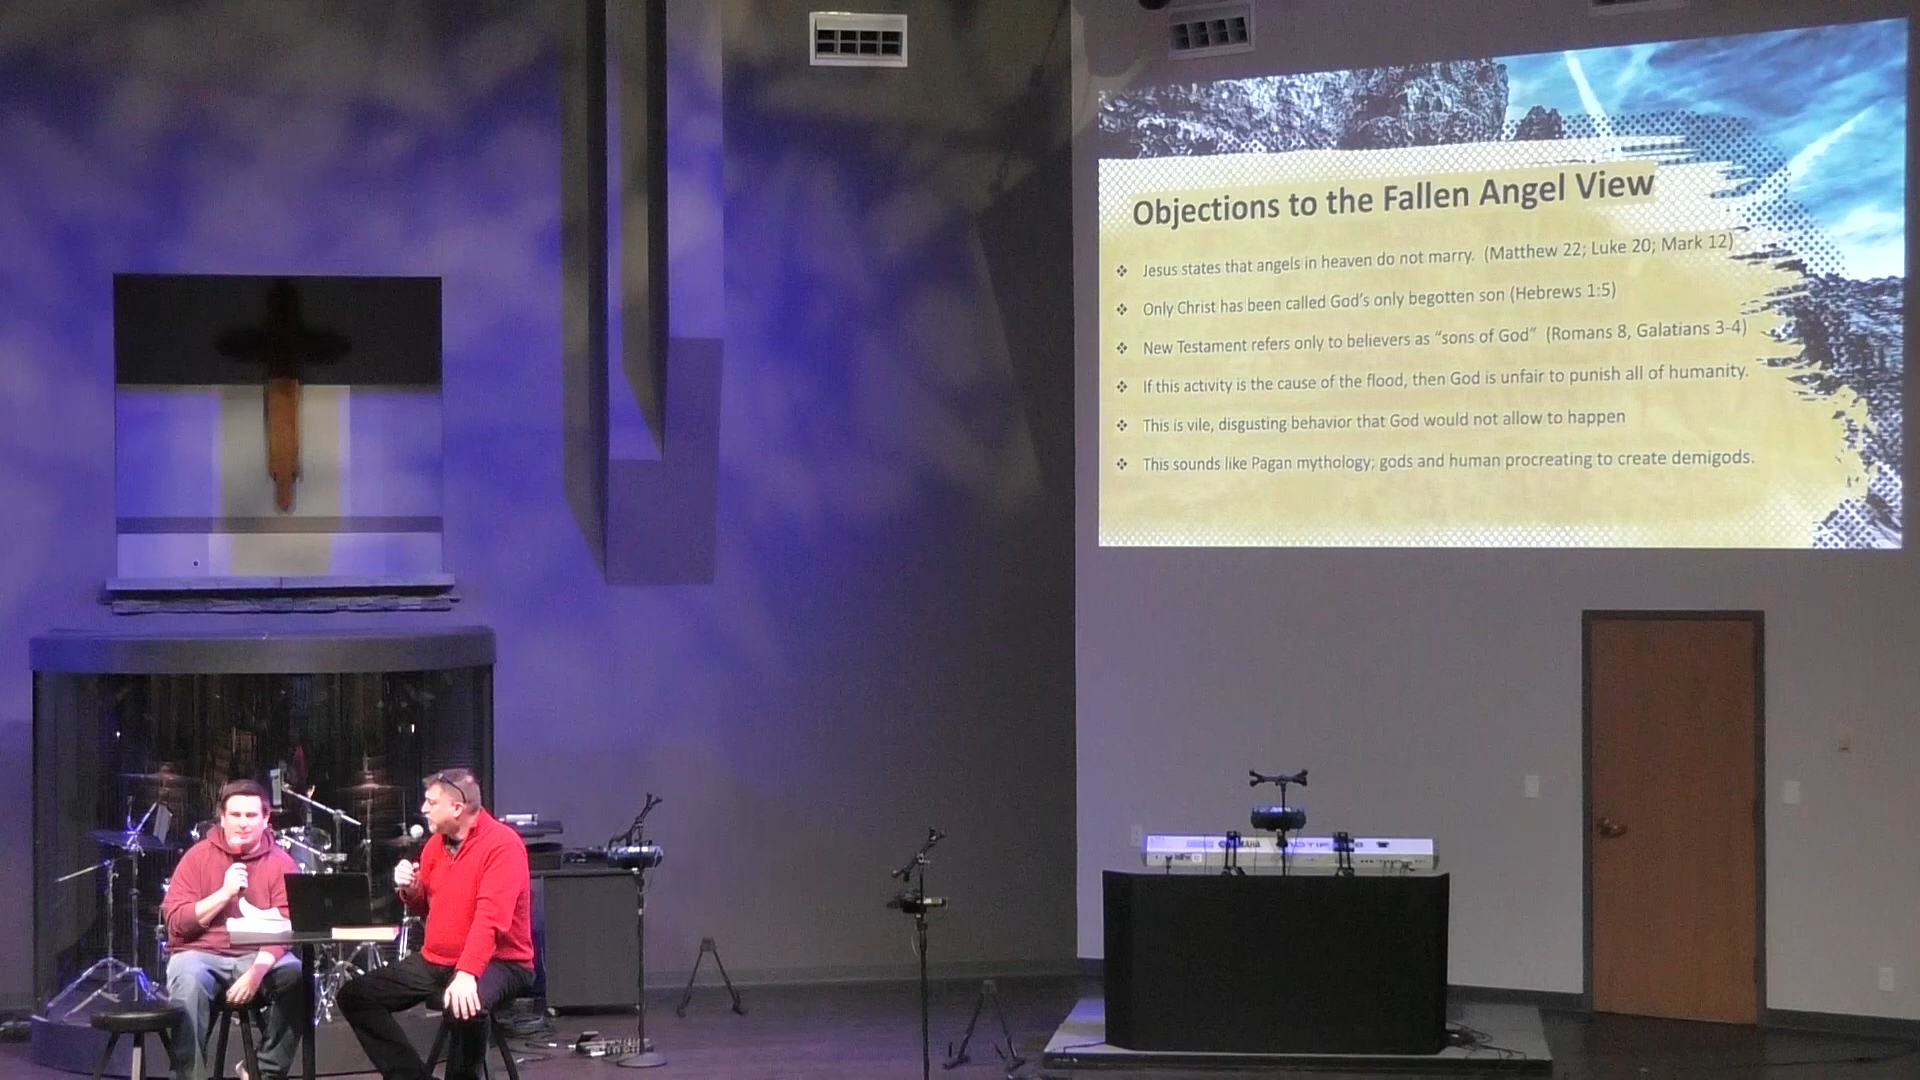 Objections to the Fallen Angel View
❖ Jesus states that angels in heaven do not marry. (Matthew 22; Luke 20; Mark 12)
❖ Only Christ has been called God's only begotten son (Hebrews 1:5)
❖ New Testament refers only to believers as "sons of God" (Romans 8, Galatians 3-4)
❖ If this activity is the cause of the flood, then God is unfair to punish all of humanity.
❖ This is vile, disgusting behavior that God would not allow to happen
❖ This sounds like Pagan mythology; gods and human procreating to create demigods.
YAMAHA